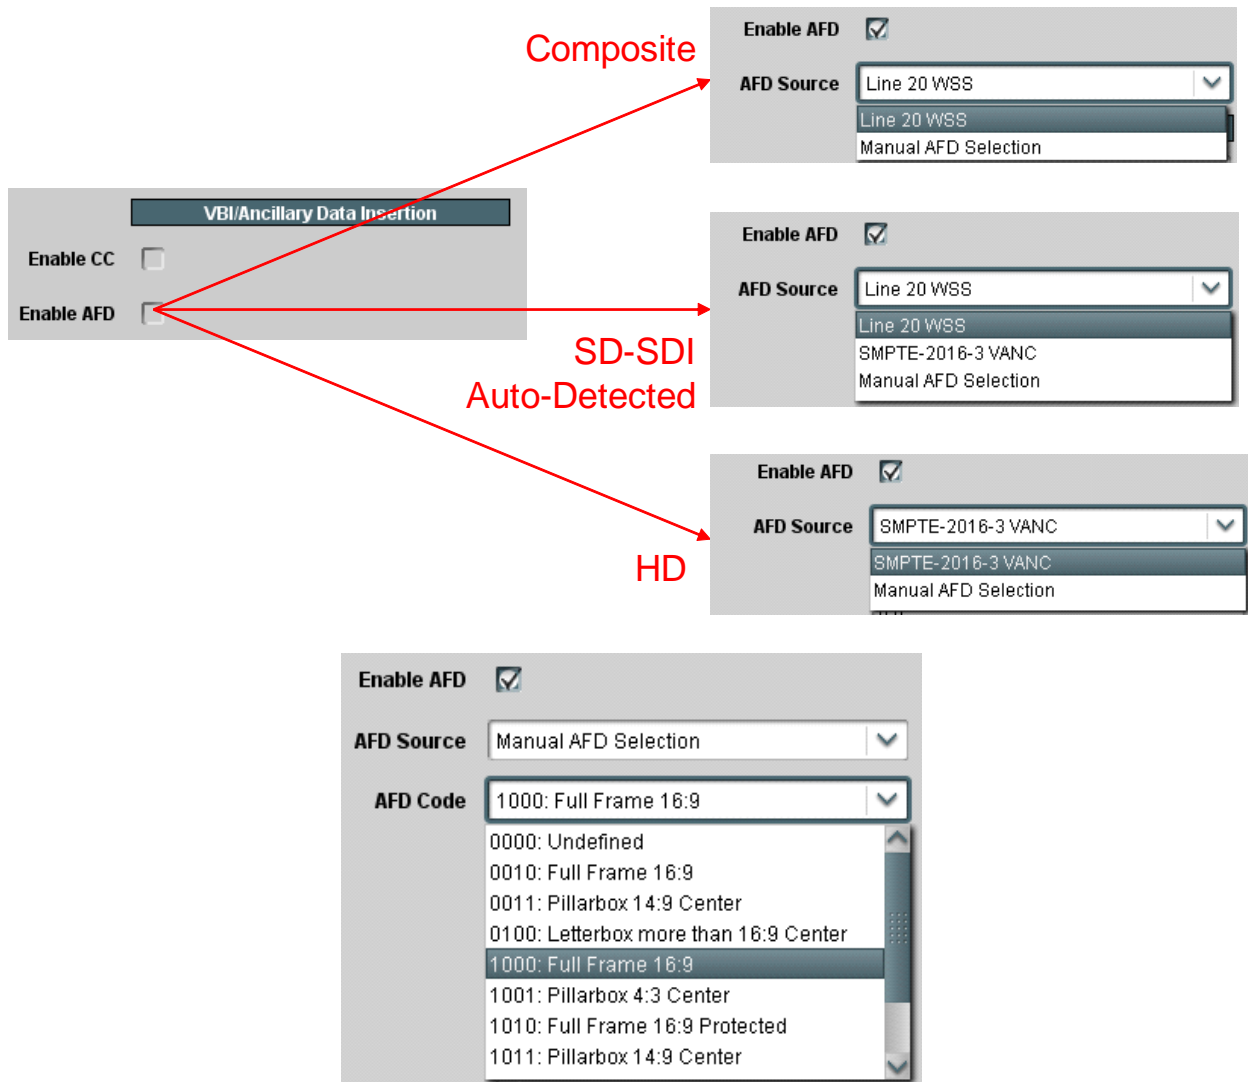 Composite
Enable AFD
AFD Source Line 20 WSS
Line 20 WSS
Manual AFD Selection
VBI/Ancillary Data Insertion
Enable CC
Enable AFD
Enable AFD
AFD Source Line 20 WSS
Line 20 WSS
SMPTE-2016-3 VANC
Manual AFD Selection
SD-SDI
Auto-Detected
Enable AFD
AFD Source SMPTE-2016-3 VANC
SMPTE-2016-3 VANC
Manual AFD Selection
HD
Enable AFD
AFD Source Manual AFD Selection
AFD Code 1000: Full Frame 16:9
0000: Undefined
0010: Full Frame 16:9
0011: Pillarbox 14:9 Center
0100: Letterbox more than 16:9 Center
1000: Full Frame 16:9
1001: Pillarbox 4:3 Center
1010: Full Frame 16:9 Protected
1011: Pillarbox 14:9 Center